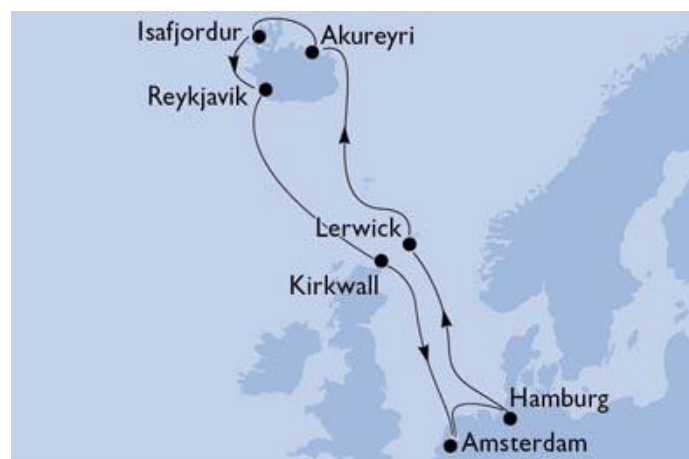 Isafjordur
Akureyri
Reykjavik
Lerwick
Kirkwall
Hamburg
Amsterdam